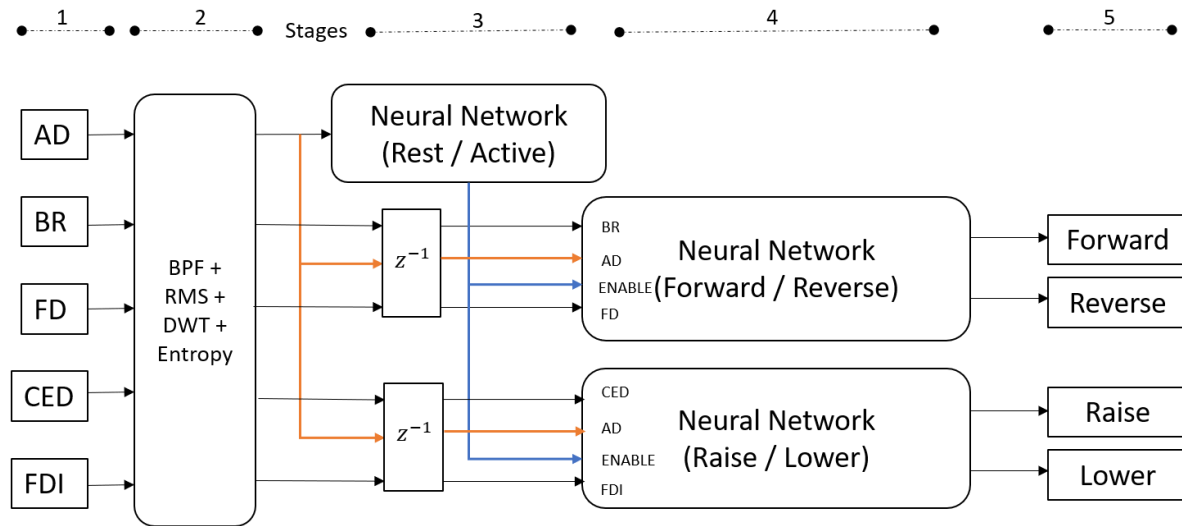 1 2 Stages 3 4 5
AD
BR
FD
CED
FDI
BPF +
RMS +
DWT +
Entropy
Neural Network
(Rest / Active)
z⁻¹
z⁻¹
BR
AD
ENABLE
FD
Neural Network
(Forward / Reverse)
CED
AD
ENABLE
FDI
Neural Network
(Raise / Lower)
Forward
Reverse
Raise
Lower